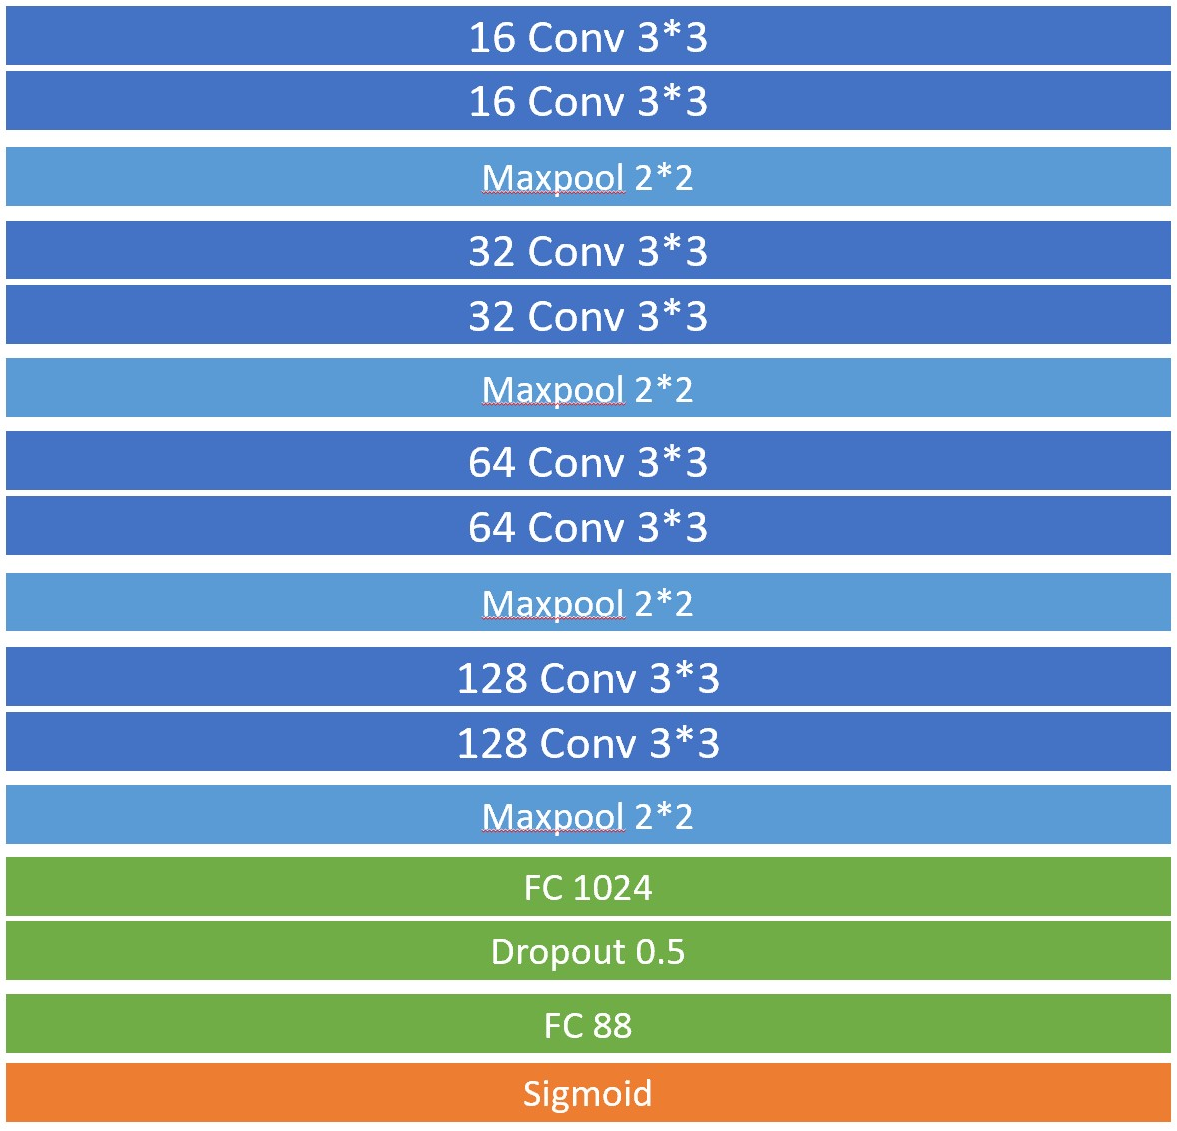 16 Conv 3*3
16 Conv 3*3
Maxpool 2*2
32 Conv 3*3
32 Conv 3*3
Maxpool 2*2
64 Conv 3*3
64 Conv 3*3
Maxpool 2*2
128 Conv 3*3
128 Conv 3*3
Maxpool 2*2
FC 1024
Dropout 0.5
FC 88
Sigmoid